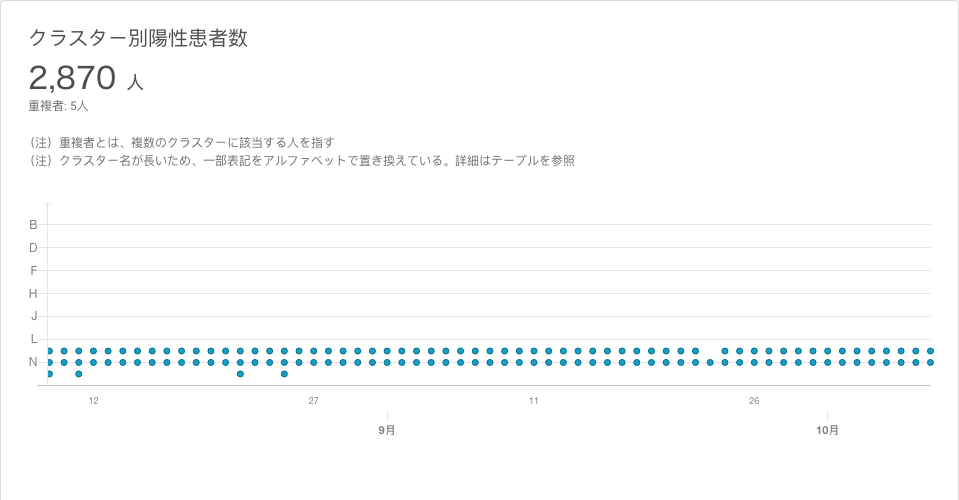 クラスター別陽性患者数
2,870 人
重複者: 5人
（注）重複者とは、複数のクラスターに該当する人を指す
（注）クラスター名が長いため、一部表記をアルファベットで置き換えている。詳細はテーブルを参照
B
D
F
H
J
L
N
12 27 11 26
9月 10月